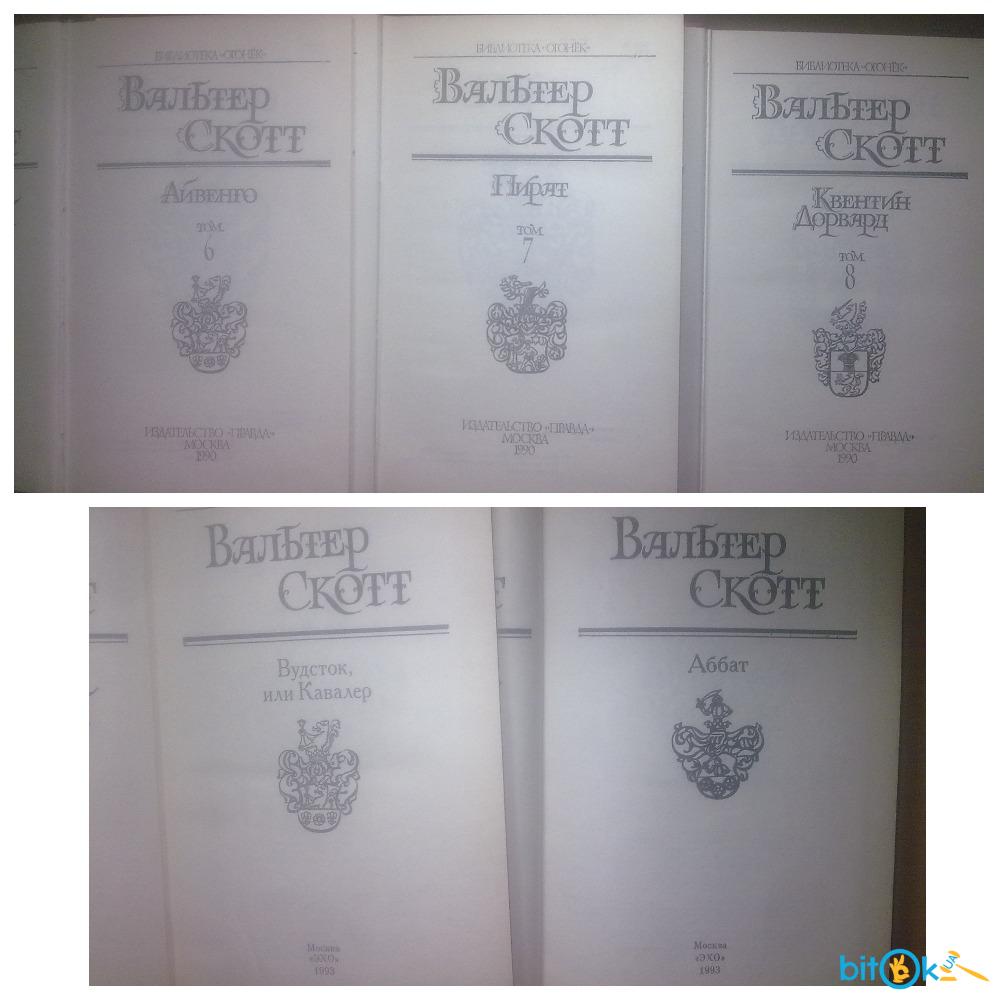 БИБЛИОТЕКА «ОГОНЁК»
ВАЛЬТЕР
СКОТТ
АЙВЕНГО
ТОМ
6
ИЗДАТЕЛЬСТВО «ПРАВДА»
МОСКВА
1990
БИБЛИОТЕКА «ОГОНЁК»
ВАЛЬТЕР
СКОТТ
ПИРАТ
ТОМ
7
ИЗДАТЕЛЬСТВО «ПРАВДА»
МОСКВА
1990
БИБЛИОТЕКА «ОГОНЁК»
ВАЛЬТЕР
СКОТТ
КВЕНТИН
ДОРВАРД
ТОМ
8
ИЗДАТЕЛЬСТВО «ПРАВДА»
МОСКВА
1990
ВАЛЬТЕР
СКОТТ
Вудсток,
или Кавалер
Москва
«ЭХО»
1993
ВАЛЬТЕР
СКОТТ
Аббат
Москва
«ЭХО»
1993
bitOk UA